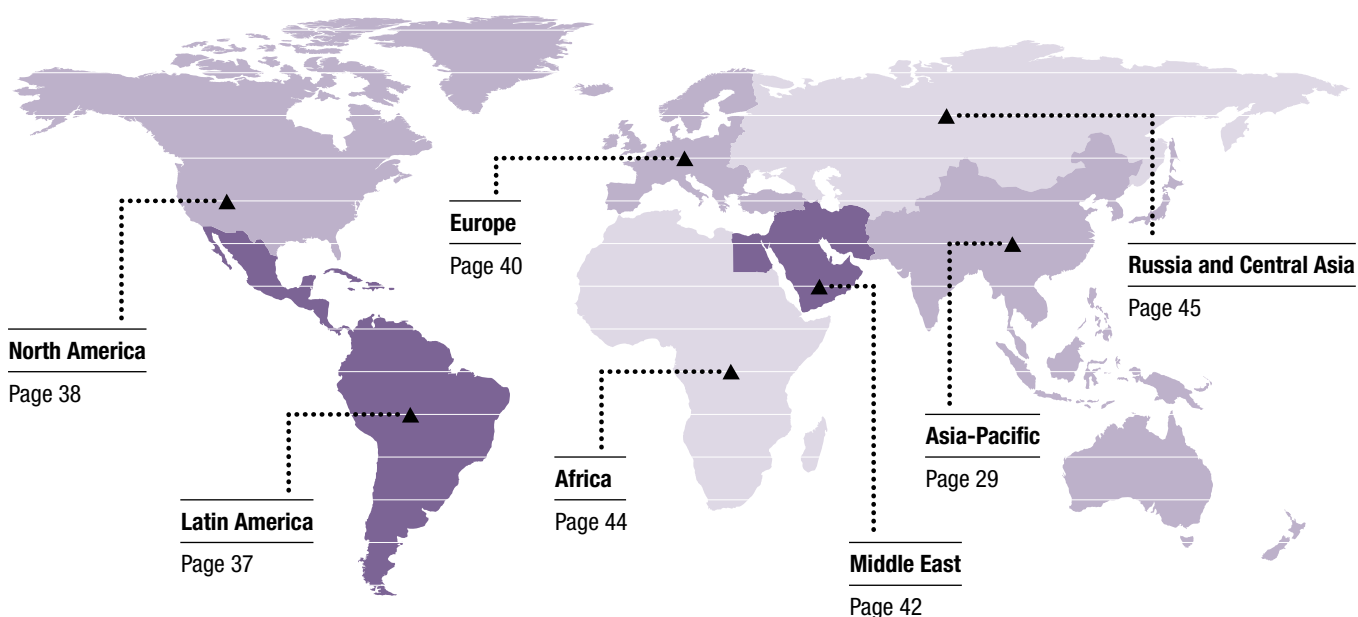 Europe
Page 40
Russia and Central Asia
Page 45
North America
Page 38
Asia-Pacific
Page 29
Africa
Page 44
Latin America
Page 37
Middle East
Page 42